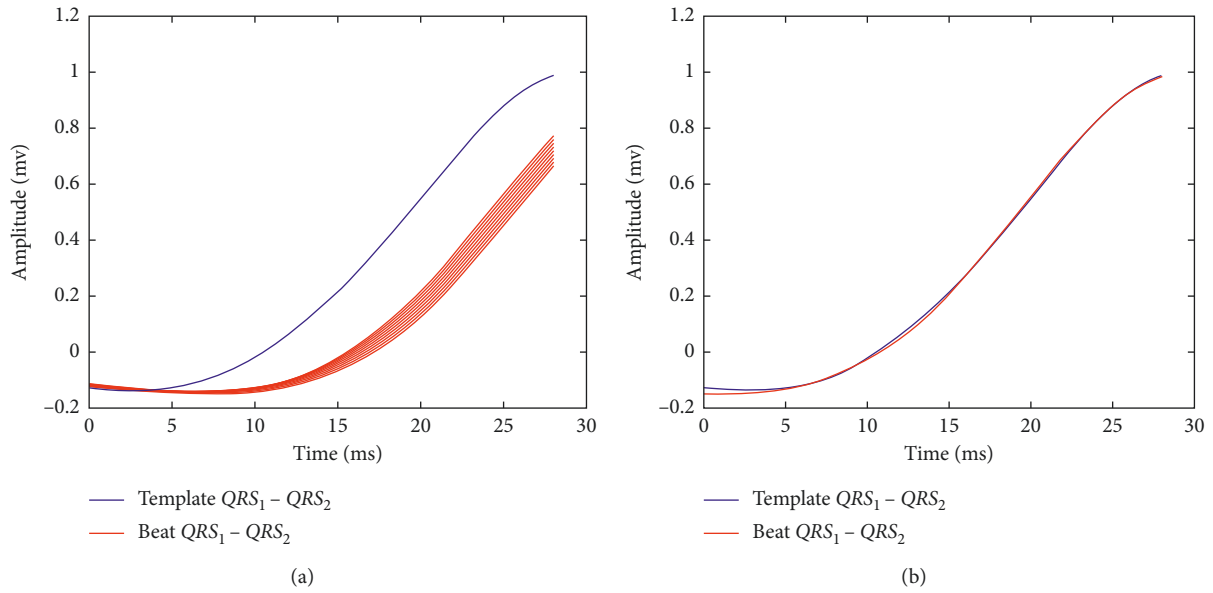 1.2
1
0.8
0.6
0.4
0.2
0
−0.2
Amplitude (mv)
0 5 10 15 20 25 30
Time (ms)
Template QRS₁ – QRS₂
Beat QRS₁ – QRS₂
(a)
1.2
1
0.8
0.6
0.4
0.2
0
−0.2
Amplitude (mv)
0 5 10 15 20 25 30
Time (ms)
Template QRS₁ – QRS₂
Beat QRS₁ – QRS₂
(b)